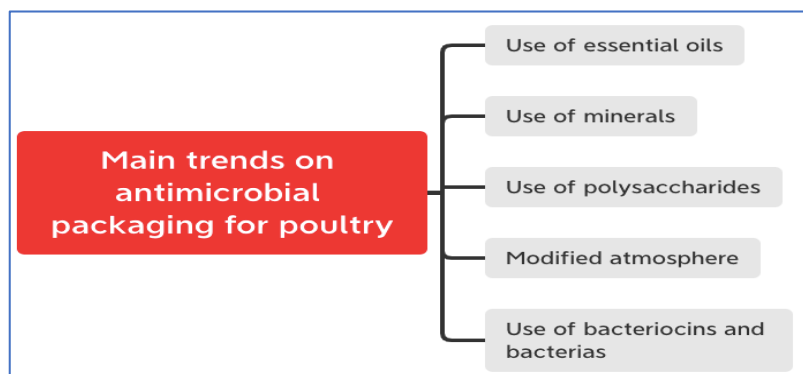 Main trends on
antimicrobial
packaging for poultry
Use of essential oils
Use of minerals
Use of polysaccharides
Modified atmosphere
Use of bacteriocins and
bacterias